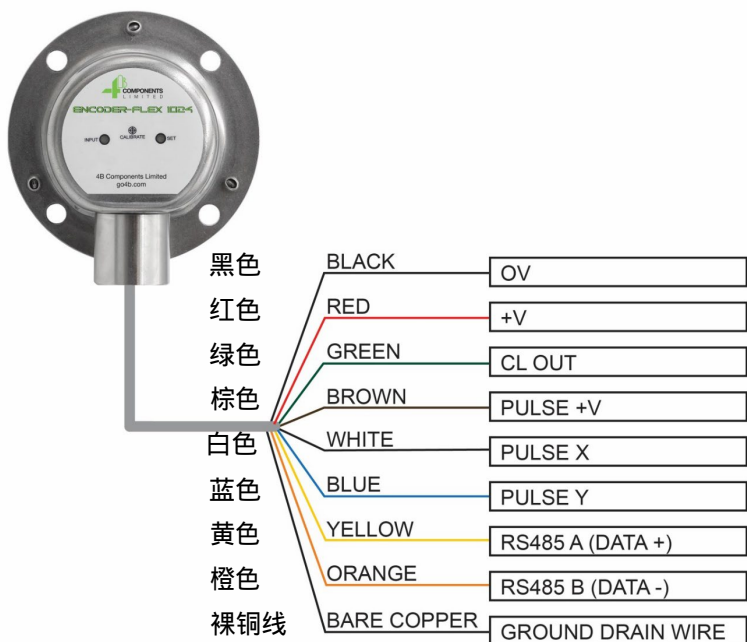 4B COMPONENTS
LIMITED
ENCODER-FLEX 1024
INPUT CALIBRATE SET
4B Components Limited
go4b.com
黑色 BLACK OV
红色 RED +V
绿色 GREEN CL OUT
棕色 BROWN PULSE +V
白色 WHITE PULSE X
蓝色 BLUE PULSE Y
黄色 YELLOW RS485 A (DATA +)
橙色 ORANGE RS485 B (DATA -)
裸铜线 BARE COPPER GROUND DRAIN WIRE